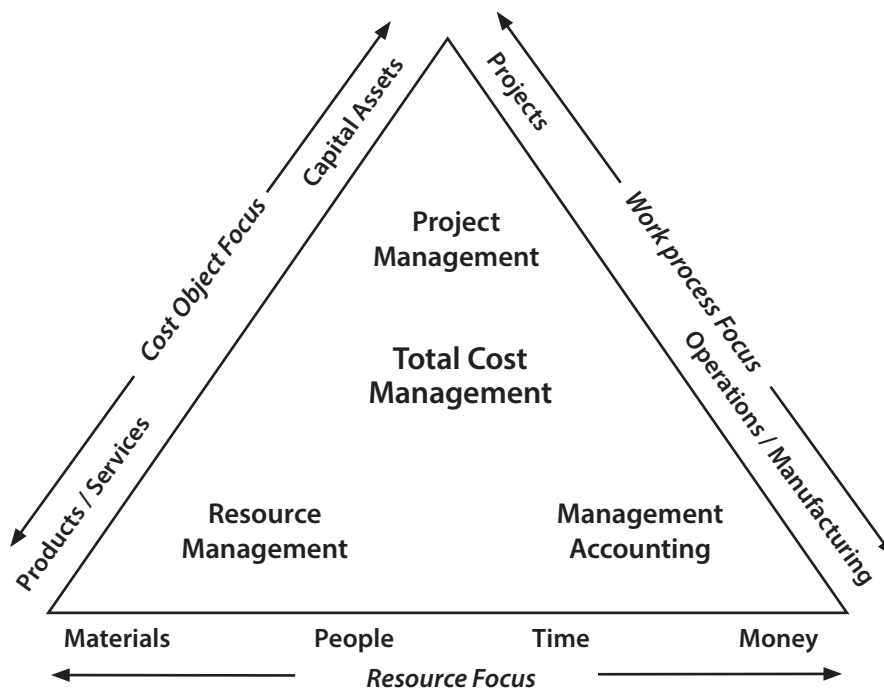 Capital Assets
Projects
Project
Management
Cost Object Focus
Work process Focus
Total Cost
Management
Products / Services
Operations / Manufacturing
Resource
Management
Management
Accounting
Materials People Time Money
Resource Focus